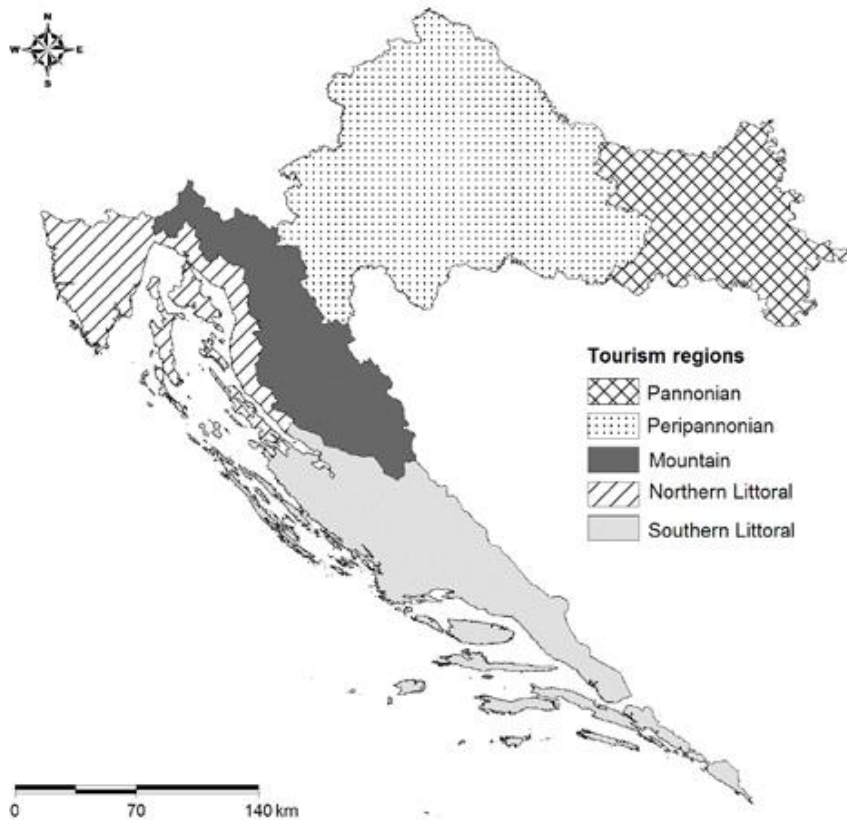 N
W E
S
Tourism regions
Pannonian
Peripannonian
Mountain
Northern Littoral
Southern Littoral
0 70 140 km